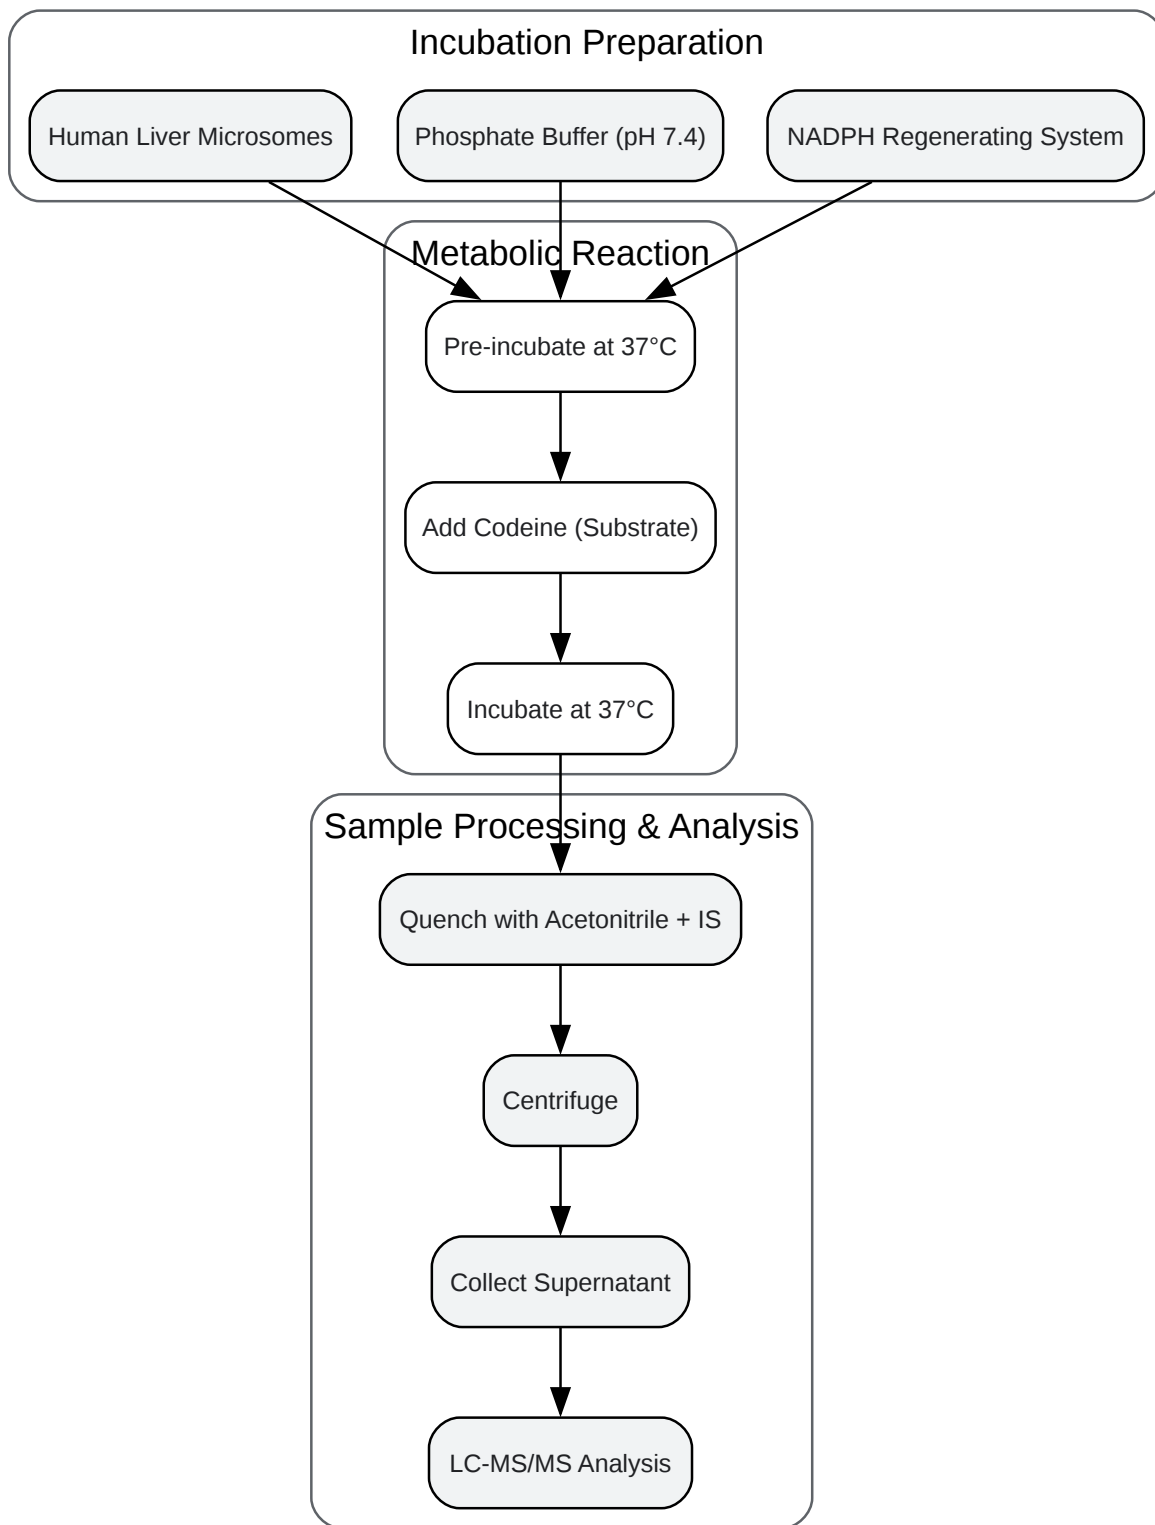 Incubation Preparation
Human Liver Microsomes
Phosphate Buffer (pH 7.4)
NADPH Regenerating System
Metabolic Reaction
Pre-incubate at 37°C
Add Codeine (Substrate)
Incubate at 37°C
Sample Processing & Analysis
Quench with Acetonitrile + IS
Centrifuge
Collect Supernatant
LC-MS/MS Analysis